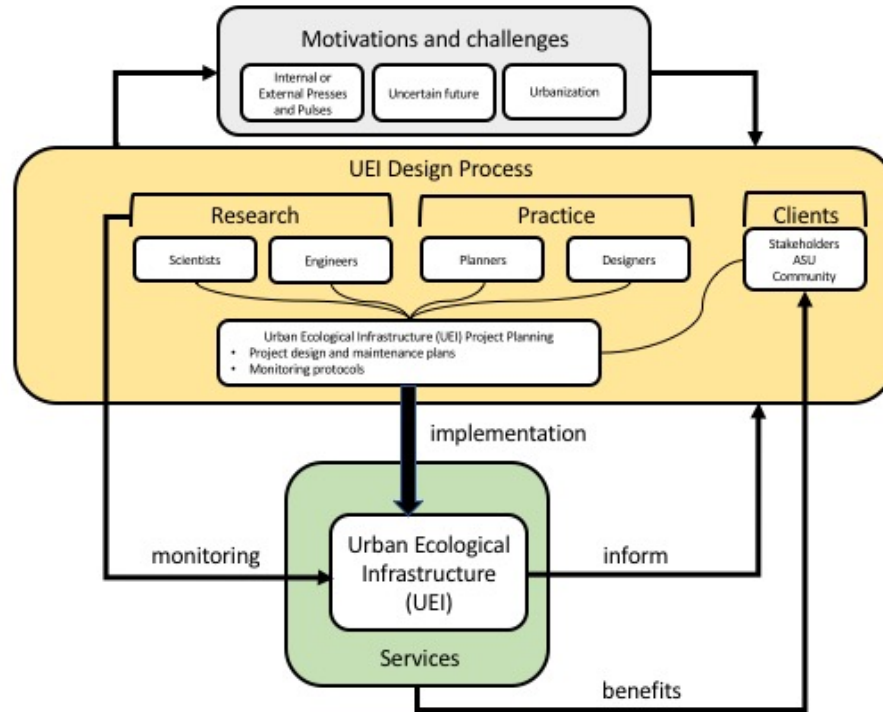 Motivations and challenges
Internal or
External Presses
and Pulses
Uncertain future
Urbanization
UEI Design Process
Research
Practice
Clients
Scientists
Engineers
Planners
Designers
Stakeholders
ASU
Community
Urban Ecological Infrastructure (UEI) Project Planning
• Project design and maintenance plans
• Monitoring protocols
implementation
monitoring
Urban Ecological
Infrastructure
(UEI)
inform
Services
benefits